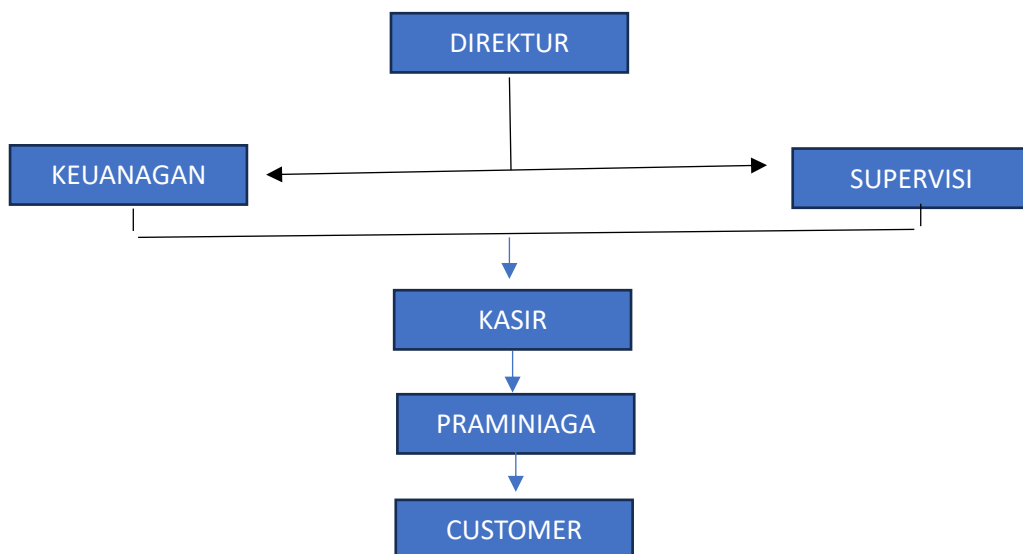 DIREKTUR
KEUANAGAN
SUPERVISI
KASIR
PRAMINIAGA
CUSTOMER